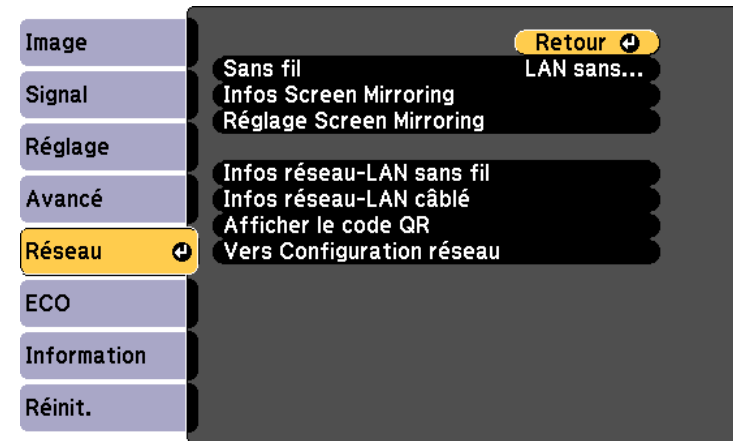 Image
Signal
Réglage
Avancé
Réseau
ECO
Information
Réinit.
Retour
Sans fil LAN sans...
Infos Screen Mirroring
Réglage Screen Mirroring
Infos réseau-LAN sans fil
Infos réseau-LAN câblé
Afficher le code QR
Vers Configuration réseau